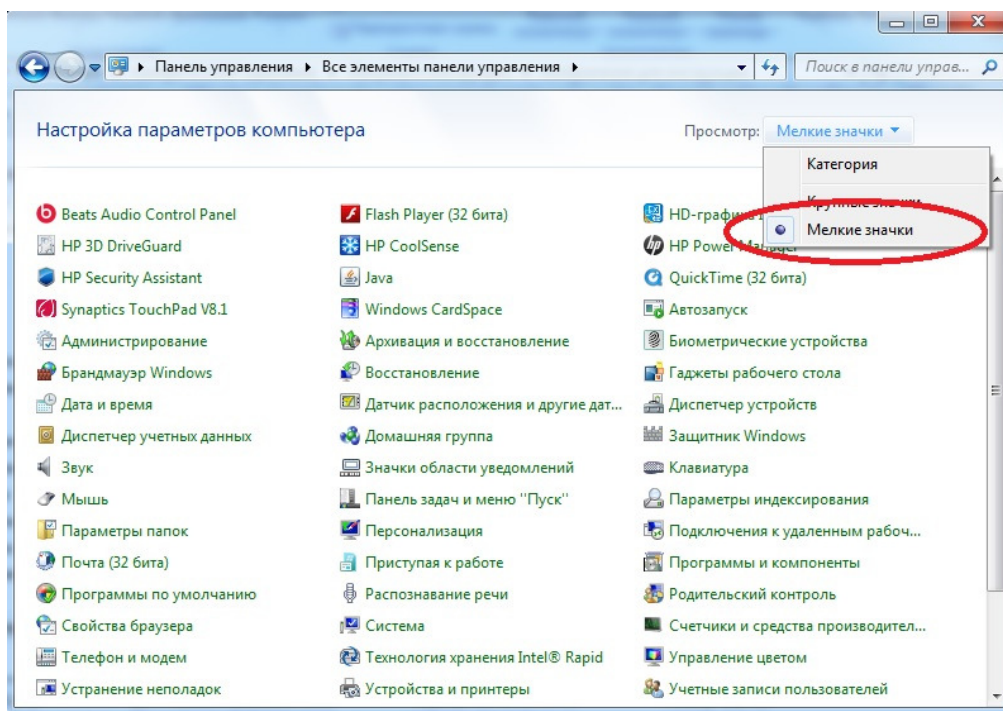 Панель управления ▸ Все элементы панели управления ▸ Поиск в панели управ...
Настройка параметров компьютера Просмотр: Мелкие значки
Категория
Крупные значки
Мелкие значки
Beats Audio Control Panel Flash Player (32 бита) HD-графика
HP 3D DriveGuard HP CoolSense HP Power Manager
HP Security Assistant Java QuickTime (32 бита)
Synaptics TouchPad V8.1 Windows CardSpace Автозапуск
Администрирование Архивация и восстановление Биометрические устройства
Брандмауэр Windows Восстановление Гаджеты рабочего стола
Дата и время Датчик расположения и другие дат... Диспетчер устройств
Диспетчер учетных данных Домашняя группа Защитник Windows
Звук Значки области уведомлений Клавиатура
Мышь Панель задач и меню "Пуск" Параметры индексирования
Параметры папок Персонализация Подключения к удаленным рабоч...
Почта (32 бита) Приступая к работе Программы и компоненты
Программы по умолчанию Распознавание речи Родительский контроль
Свойства браузера Система Счетчики и средства производител...
Телефон и модем Технология хранения Intel® Rapid Управление цветом
Устранение неполадок Устройства и принтеры Учетные записи пользователей